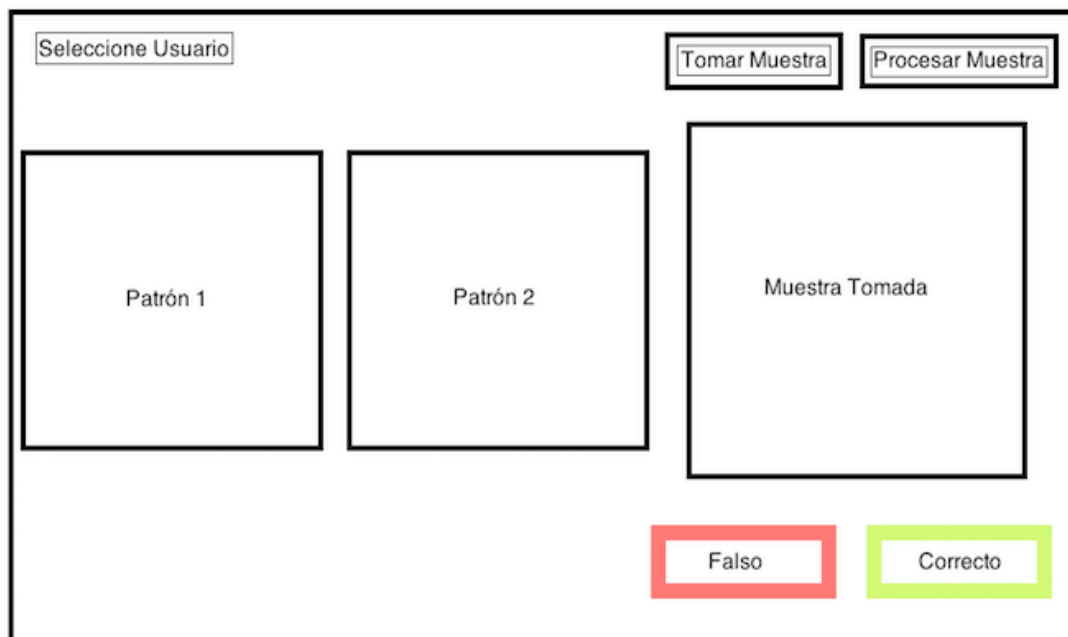 Seleccione Usuario
Tomar Muestra
Procesar Muestra
Patrón 1
Patrón 2
Muestra Tomada
Falso
Correcto